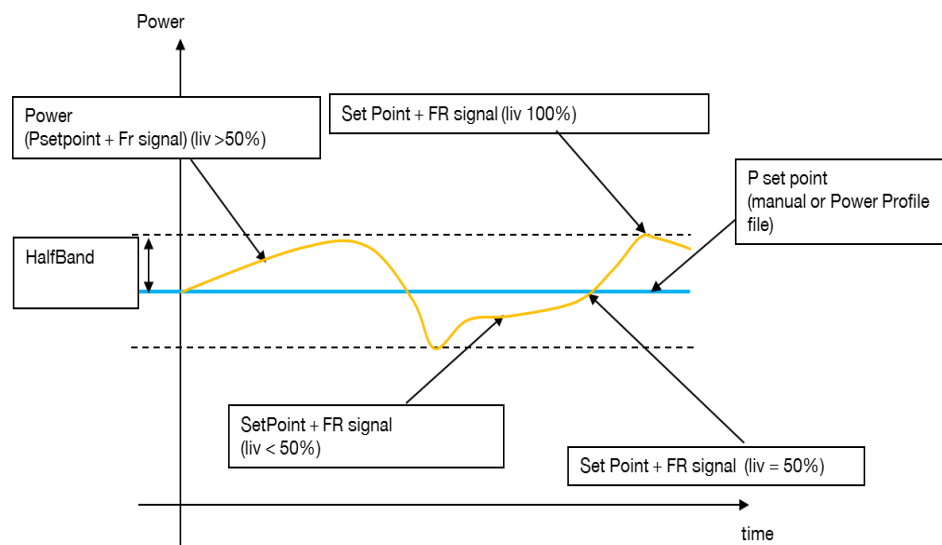 Power
Power
(Psetpoint + Fr signal) (liv >50%)
Set Point + FR signal (liv 100%)
P set point
(manual or Power Profile
file)
HalfBand
SetPoint + FR signal
(liv < 50%)
Set Point + FR signal (liv = 50%)
time